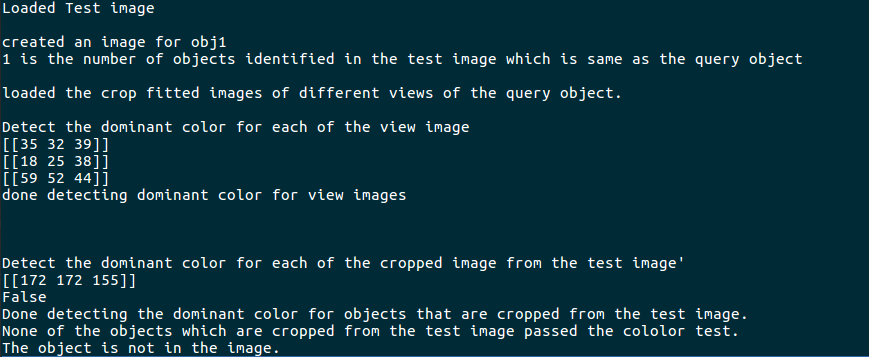 Loaded Test image
created an image for obj1
1 is the number of objects identified in the test image which is same as the query object
loaded the crop fitted images of different views of the query object.
Detect the dominant color for each of the view image
[[35 32 39]]
[[18 25 38]]
[[59 52 44]]
done detecting dominant color for view images
Detect the dominant color for each of the cropped image from the test image'
[[172 172 155]]
False
Done detecting the dominant color for objects that are cropped from the test image.
None of the objects which are cropped from the test image passed the cololor test.
The object is not in the image.